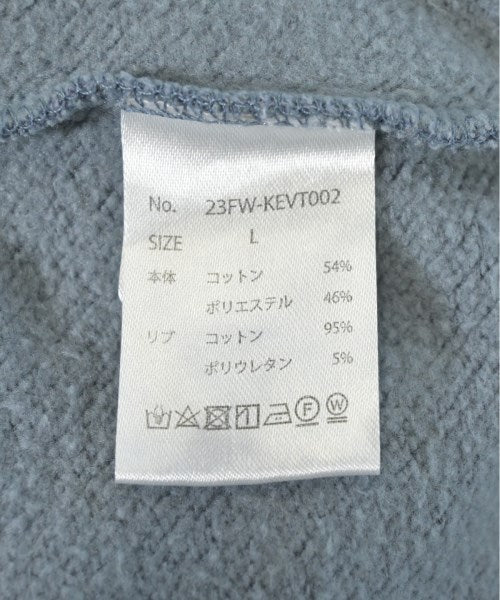 No. 23FW-KEVT002
SIZE L
本体 コットン 54%
ポリエステル 46%
リブ コットン 95%
ポリウレタン 5%
F W